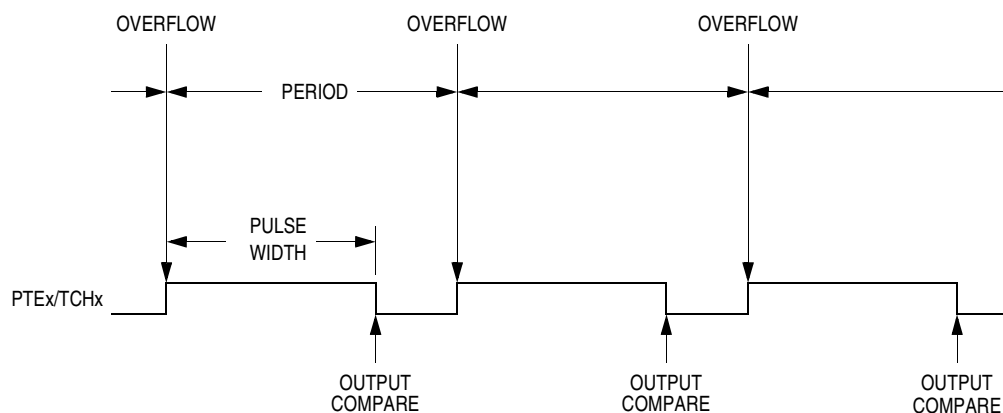 OVERFLOW
OVERFLOW
OVERFLOW
PERIOD
PULSE
WIDTH
PTEx/TCHx
OUTPUT
COMPARE
OUTPUT
COMPARE
OUTPUT
COMPARE